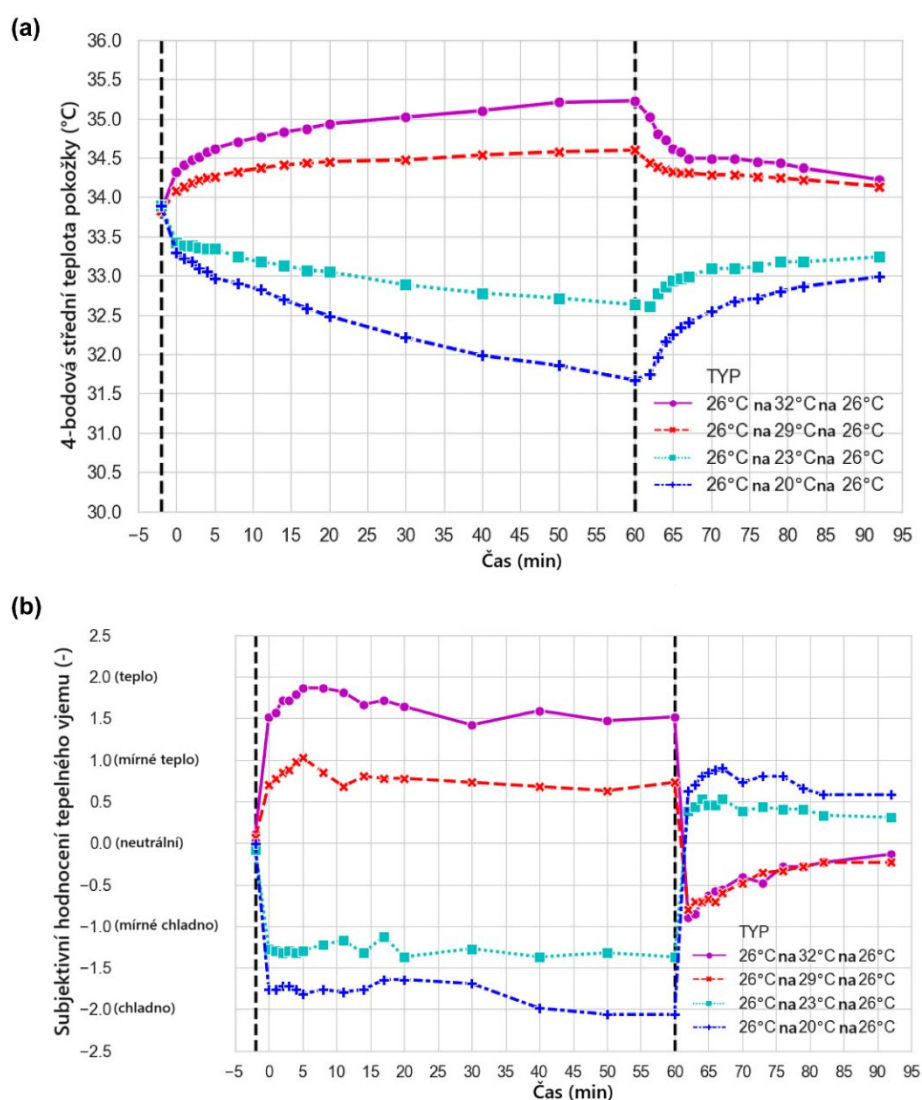 (a)
4-bodová střední teplota pokožky (°C)
36.0
35.5
35.0
34.5
34.0
33.5
33.0
32.5
32.0
31.5
31.0
30.5
30.0
TYP
26°C na 32°C na 26°C
26°C na 29°C na 26°C
26°C na 23°C na 26°C
26°C na 20°C na 26°C
−5 0 5 10 15 20 25 30 35 40 45 50 55 60 65 70 75 80 85 90 95
Čas (min)
(b)
Subjektivní hodnocení tepelného vjemu (-)
2.5
2.0 (teplo)
1.5
1.0 (mírné teplo)
0.5
0.0 (neutrální)
−0.5
−1.0 (mírné chladno)
−1.5
−2.0 (chladno)
−2.5
TYP
26°C na 32°C na 26°C
26°C na 29°C na 26°C
26°C na 23°C na 26°C
26°C na 20°C na 26°C
−5 0 5 10 15 20 25 30 35 40 45 50 55 60 65 70 75 80 85 90 95
Čas (min)